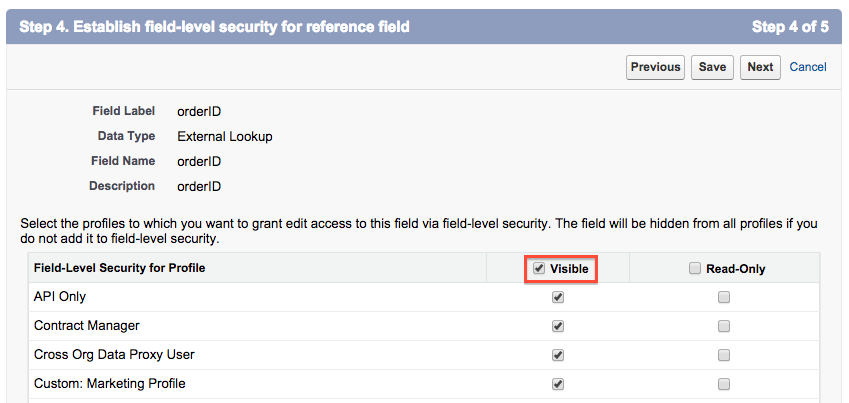 Step 4. Establish field-level security for reference field Step 4 of 5
Previous Save Next Cancel
Field Label orderID
Data Type External Lookup
Field Name orderID
Description orderID
Select the profiles to which you want to grant edit access to this field via field-level security. The field will be hidden from all profiles if you
do not add it to field-level security.
Field-Level Security for Profile Visible Read-Only
API Only
Contract Manager
Cross Org Data Proxy User
Custom: Marketing Profile